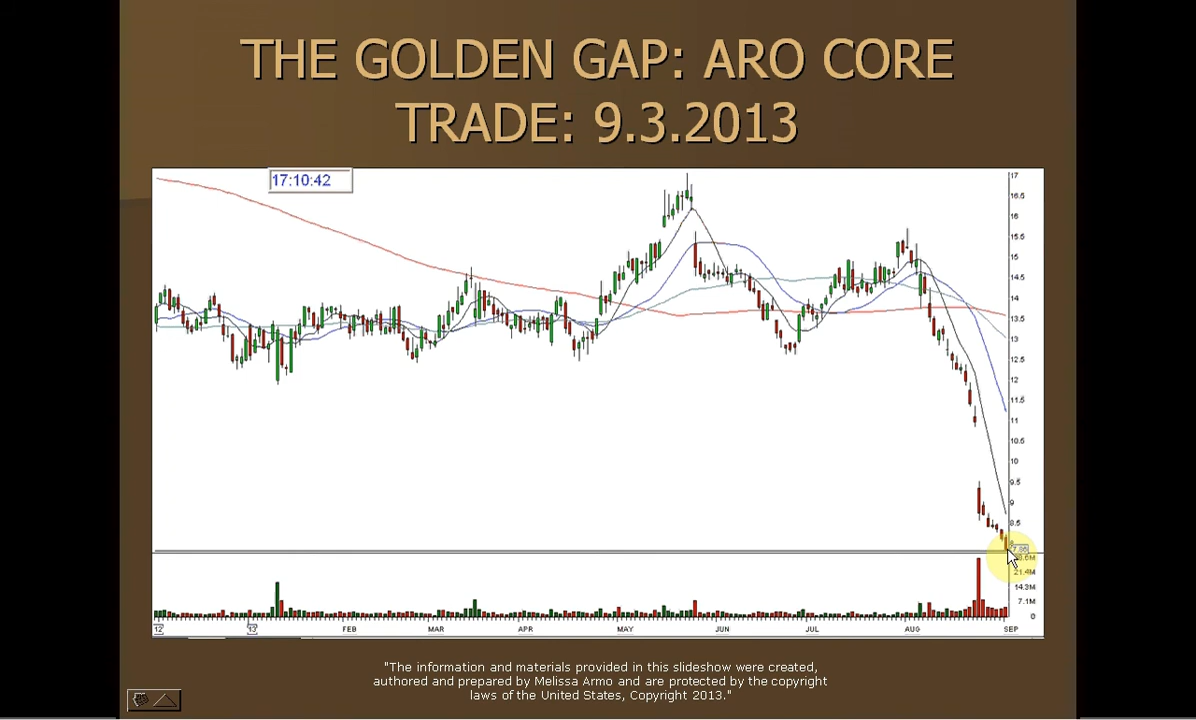 THE GOLDEN GAP: ARO CORE
TRADE: 9.3.2013
17:10:42
17
16.5
16
15.5
15
14.5
14
13.5
13
12.5
12
11.5
11
10.5
10
9.5
9
8.5
21.4M
14.3M
7.1M
0
12
13
FEB
MAR
APR
MAY
JUN
JUL
AUG
SEP
"The information and materials provided in this slideshow were created,
authored and prepared by Melissa Armo and are protected by the copyright
laws of the United States, Copyright 2013."